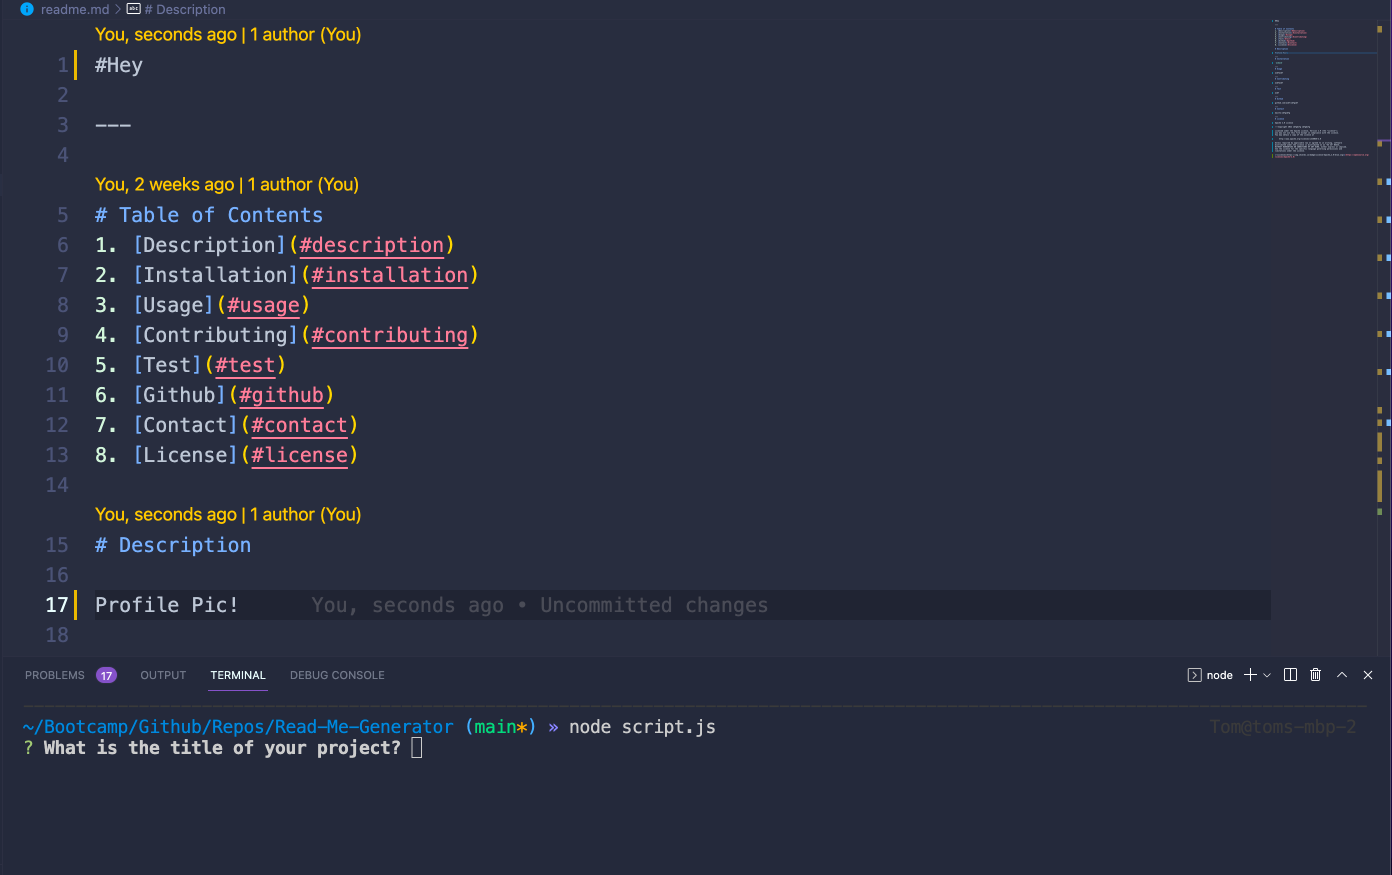 readme.md > # Description
You, seconds ago | 1 author (You)
1 #Hey
2
3 ---
4
You, 2 weeks ago | 1 author (You)
5 # Table of Contents
6 1. [Description](#description)
7 2. [Installation](#installation)
8 3. [Usage](#usage)
9 4. [Contributing](#contributing)
10 5. [Test](#test)
11 6. [Github](#github)
12 7. [Contact](#contact)
13 8. [License](#license)
14
You, seconds ago | 1 author (You)
15 # Description
16
17 Profile Pic! You, seconds ago • Uncommitted changes
18
PROBLEMS 17 OUTPUT TERMINAL DEBUG CONSOLE node
~/Bootcamp/Github/Repos/Read-Me-Generator (main*) » node script.js Tom@toms-mbp-2
? What is the title of your project?